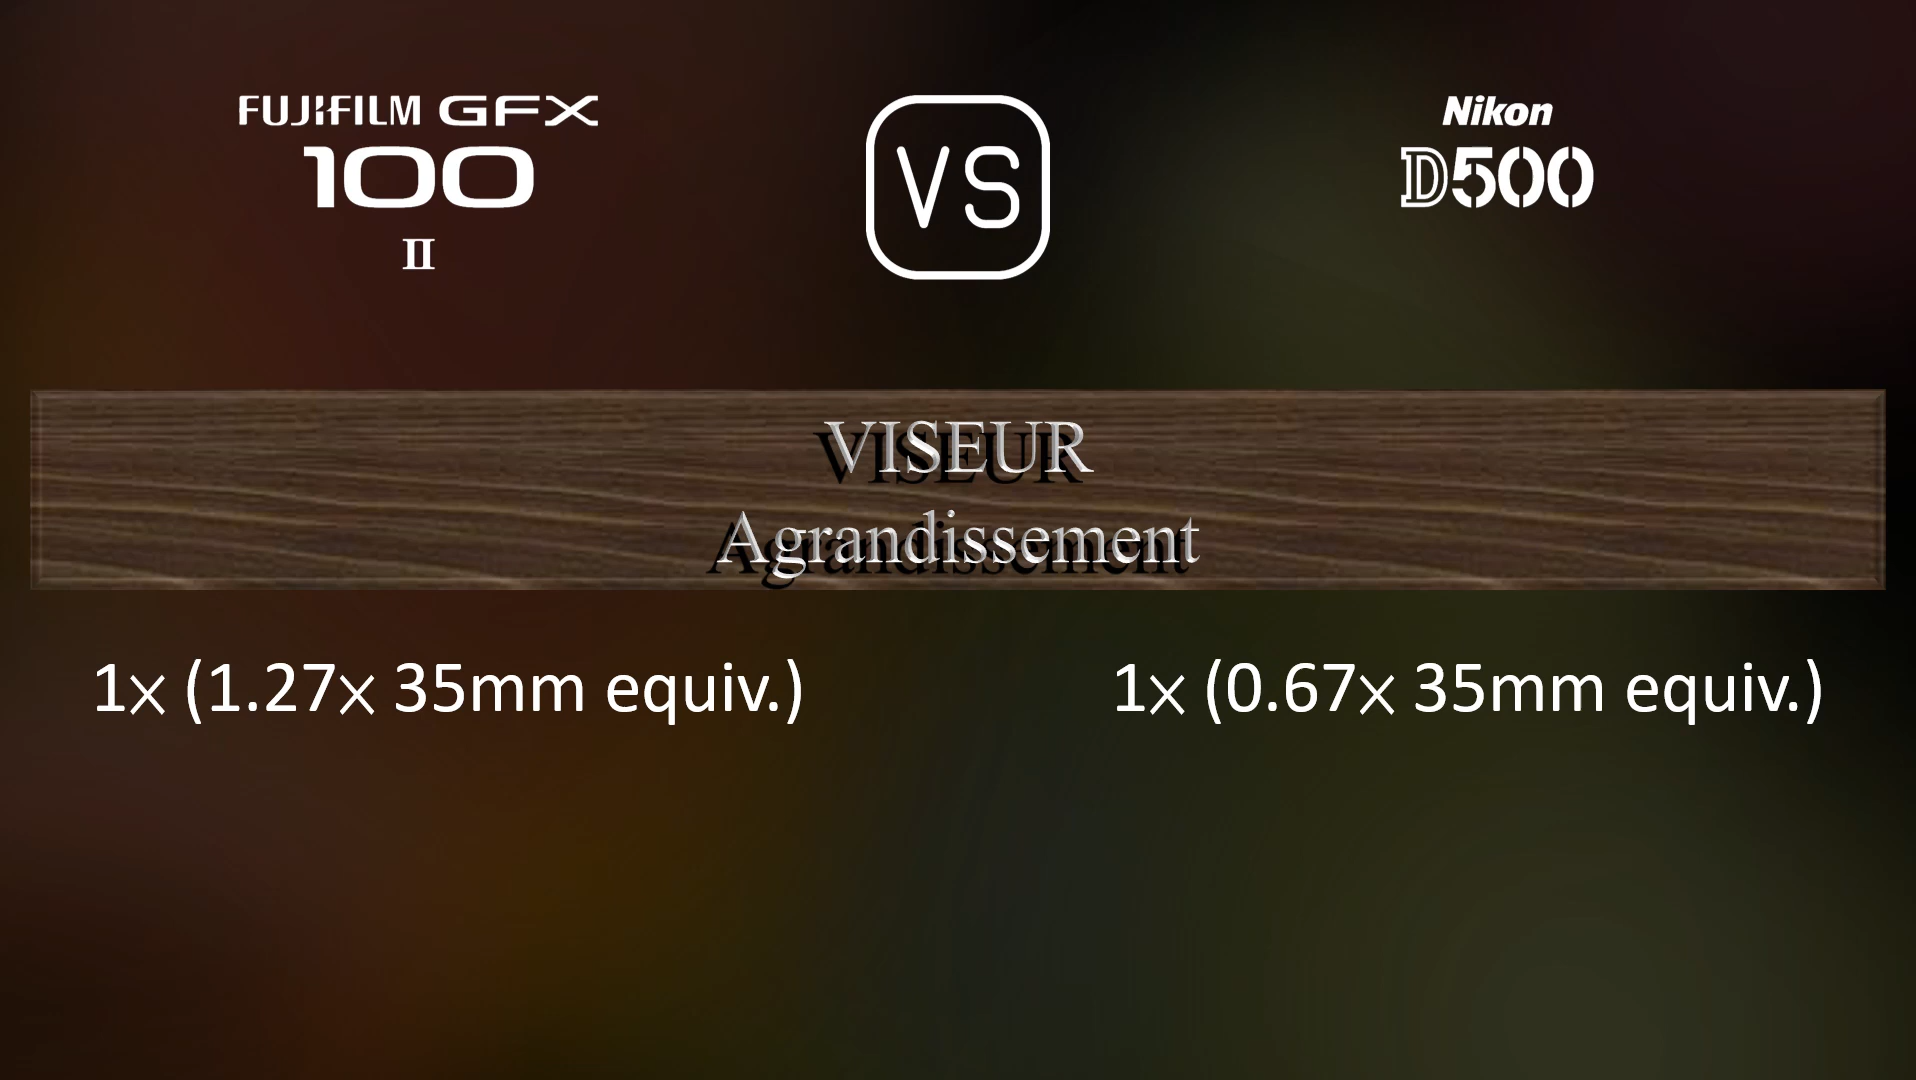 FUJIFILM GFX
100
II
VS
Nikon
D500
VISEUR
Agrandissement
1x (1.27x 35mm equiv.)
1x (0.67x 35mm equiv.)